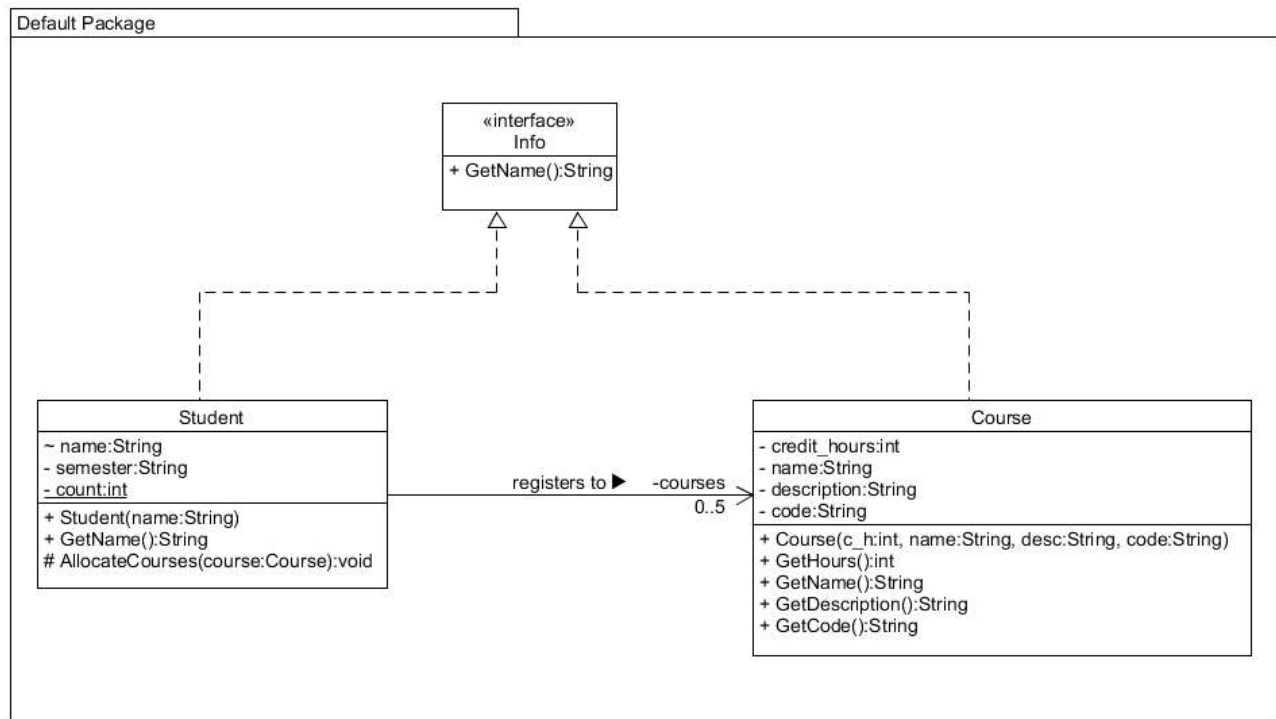 Default Package
«interface»
Info
+ GetName():String
Student
~ name:String
- semester:String
- count:int
+ Student(name:String)
+ GetName():String
# AllocateCourses(course:Course):void
registers to ▶ -courses
0..5
Course
- credit_hours:int
- name:String
- description:String
- code:String
+ Course(c_h:int, name:String, desc:String, code:String)
+ GetHours():int
+ GetName():String
+ GetDescription():String
+ GetCode():String